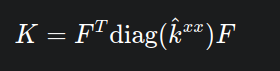 K = F^T diag(k̂^{xx})F